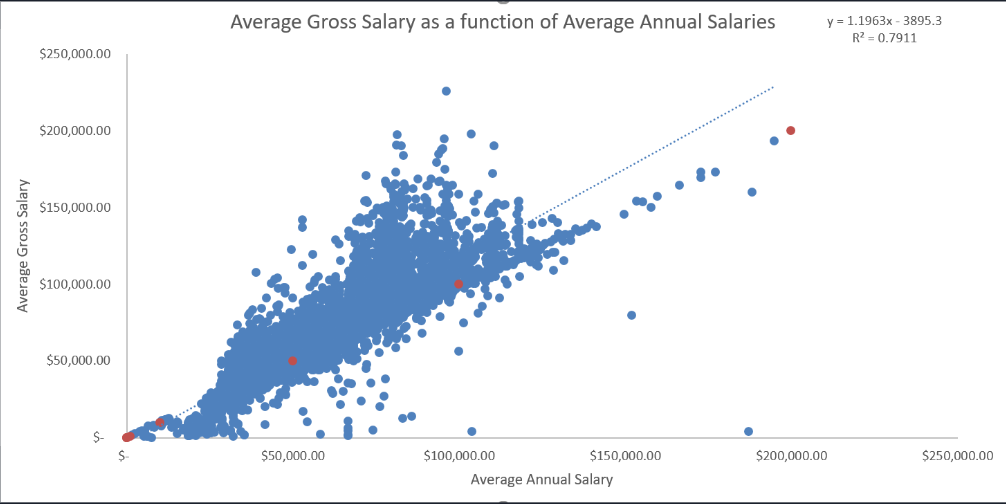 Average Gross Salary as a function of Average Annual Salaries
y = 1.1963x - 3895.3
R² = 0.7911
$250,000.00
$200,000.00
$150,000.00
$100,000.00
$50,000.00
$-
Average Gross Salary
$-
$50,000.00
$100,000.00
$150,000.00
$200,000.00
$250,000.00
Average Annual Salary